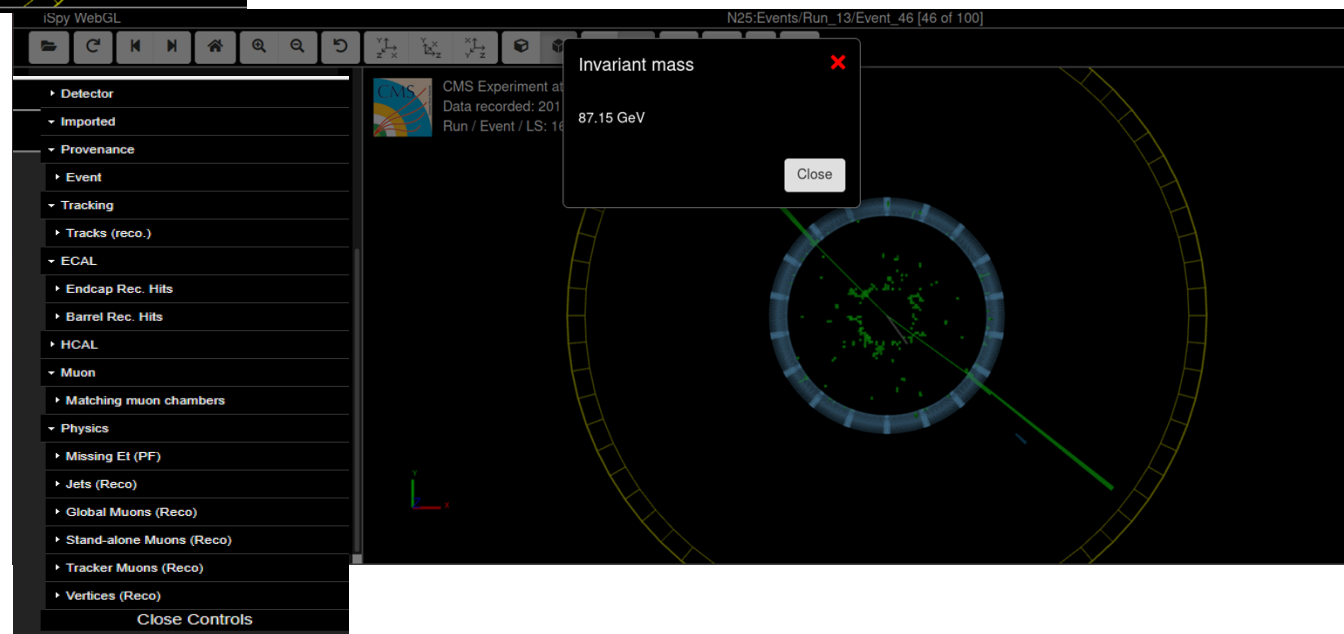 iSpy WebGL
N25:Events/Run_13/Event_46 [46 of 100]
Detector
Imported
Provenance
Event
Tracking
Tracks (reco.)
ECAL
Endcap Rec. Hits
Barrel Rec. Hits
HCAL
Muon
Matching muon chambers
Physics
Missing Et (PF)
Jets (Reco)
Global Muons (Reco)
Stand-alone Muons (Reco)
Tracker Muons (Reco)
Vertices (Reco)
Close Controls
CMS
CMS Experiment at
Data recorded: 201
Run / Event / LS: 16
Invariant mass
87.15 GeV
Close
Y
X